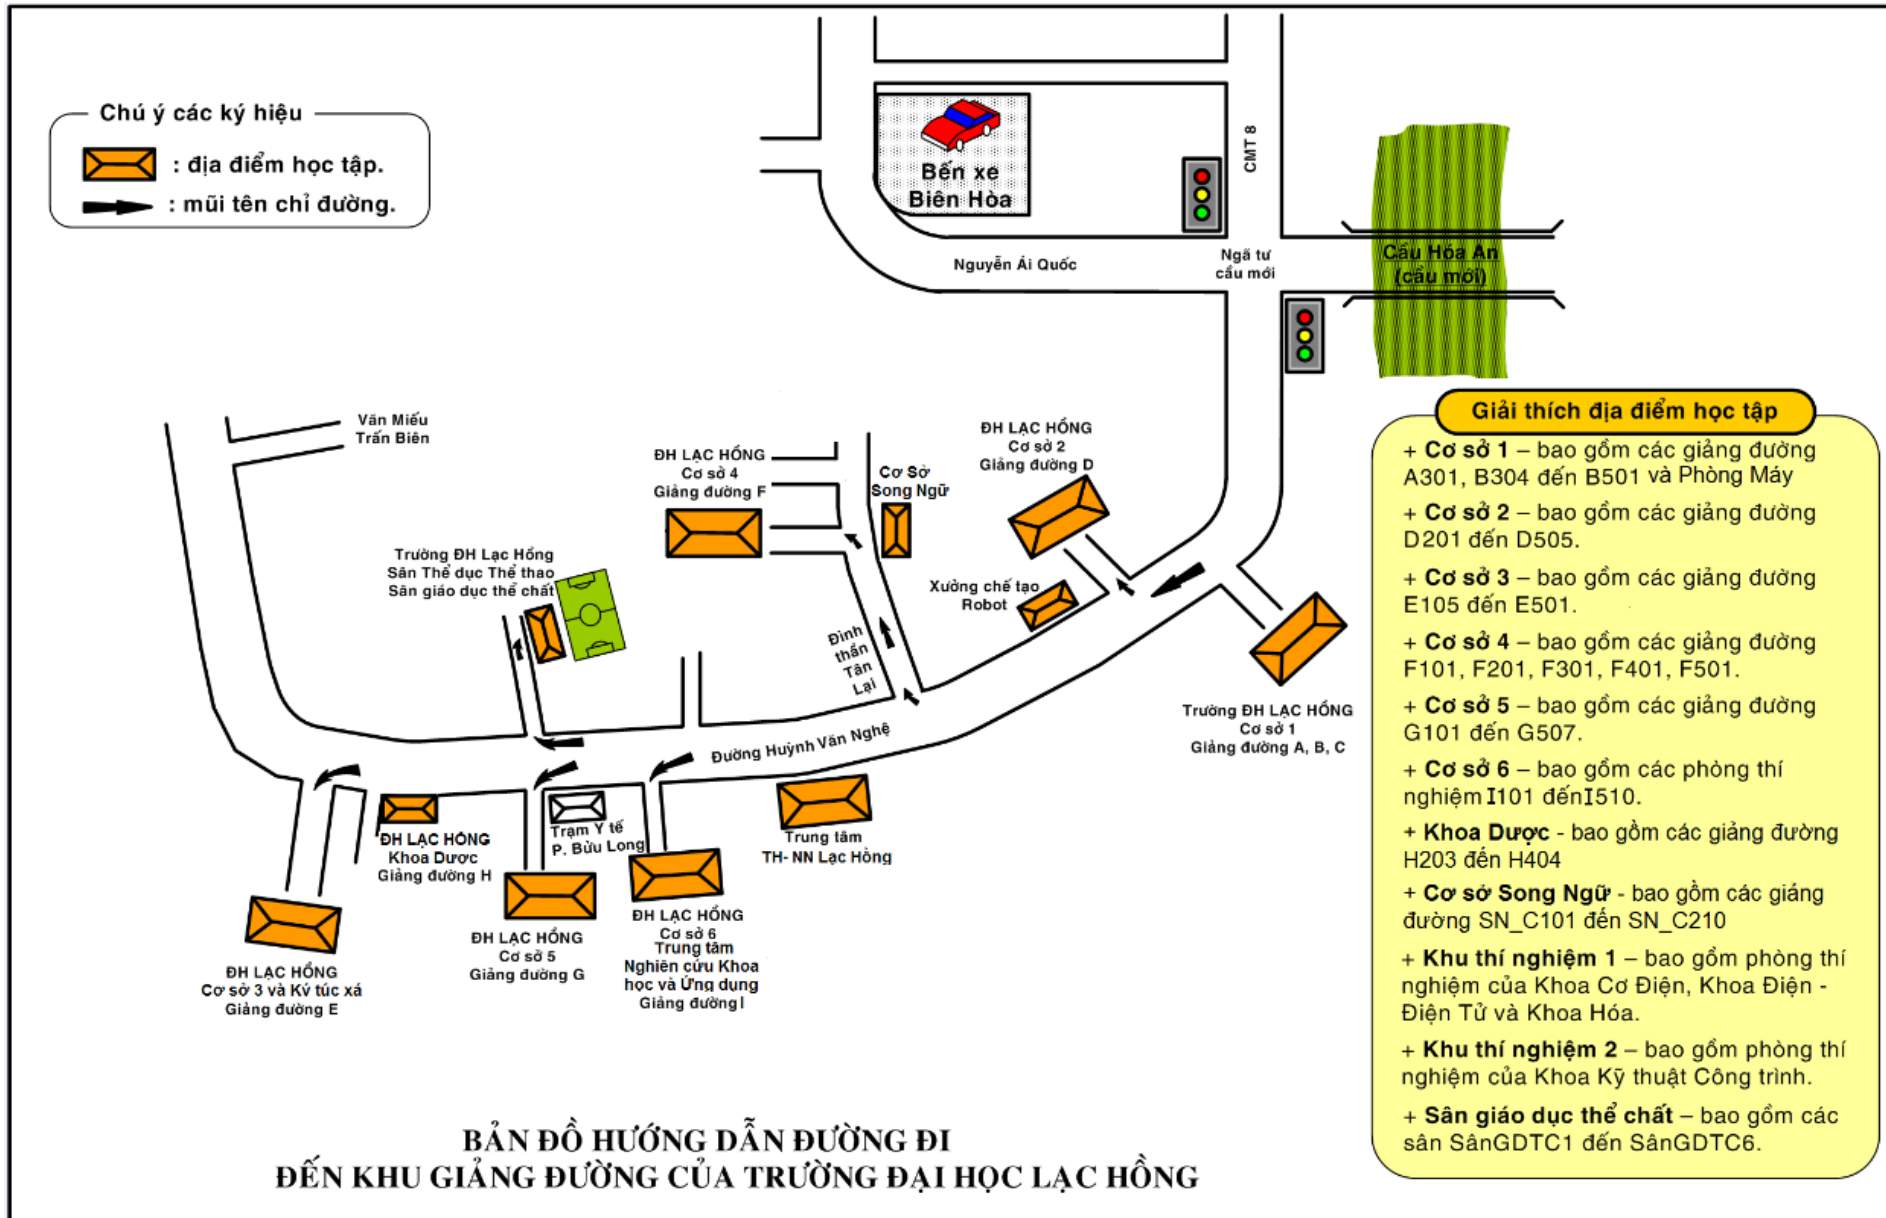 Chú ý các ký hiệu
: địa điểm học tập.
: mũi tên chỉ đường.
Bến xe
Biên Hòa
CMT 8
Nguyễn Ái Quốc
Ngã tư
cầu mới
Cầu Hóa An
(cầu mới)
Văn Miếu
Trấn Biên
ĐH LẠC HỒNG
Cơ sở 4
Giảng đường F
Cơ Sở
Song Ngữ
ĐH LẠC HỒNG
Cơ sở 2
Giảng đường D
Trường ĐH Lạc Hồng
Sân Thể dục Thể thao
Sân giáo dục thể chất
Xưởng chế tạo
Robot
Đình
thần
Tân
Lại
Đường Huỳnh Văn Nghệ
Trường ĐH LẠC HỒNG
Cơ sở 1
Giảng đường A, B, C
ĐH LẠC HỒNG
Khoa Dược
Giảng đường H
Trạm Y tế
P. Bửu Long
Trung tâm
TH- NN Lạc Hồng
ĐH LẠC HỒNG
Cơ sở 3 và Ký túc xá
Giảng đường E
ĐH LẠC HỒNG
Cơ sở 5
Giảng đường G
ĐH LẠC HỒNG
Cơ sở 6
Trung tâm
Nghiên cứu Khoa
học và Ứng dụng
Giảng đường I
Giải thích địa điểm học tập
+ Cơ sở 1 – bao gồm các giảng đường
A301, B304 đến B501 và Phòng Máy
+ Cơ sở 2 – bao gồm các giảng đường
D201 đến D505.
+ Cơ sở 3 – bao gồm các giảng đường
E105 đến E501.
+ Cơ sở 4 – bao gồm các giảng đường
F101, F201, F301, F401, F501.
+ Cơ sở 5 – bao gồm các giảng đường
G101 đến G507.
+ Cơ sở 6 – bao gồm các phòng thí
nghiệm I101 đến I510.
+ Khoa Dược - bao gồm các giảng đường
H203 đến H404
+ Cơ sở Song Ngữ - bao gồm các giảng
đường SN_C101 đến SN_C210
+ Khu thí nghiệm 1 – bao gồm phòng thí
nghiệm của Khoa Cơ Điện, Khoa Điện -
Điện Tử và Khoa Hóa.
+ Khu thí nghiệm 2 – bao gồm phòng thí
nghiệm của Khoa Kỹ thuật Công trình.
+ Sân giáo dục thể chất – bao gồm các
sân SânGDTC1 đến SânGDTC6.
BẢN ĐỒ HƯỚNG DẪN ĐƯỜNG ĐI
ĐẾN KHU GIẢNG ĐƯỜNG CỦA TRƯỜNG ĐẠI HỌC LẠC HỒNG